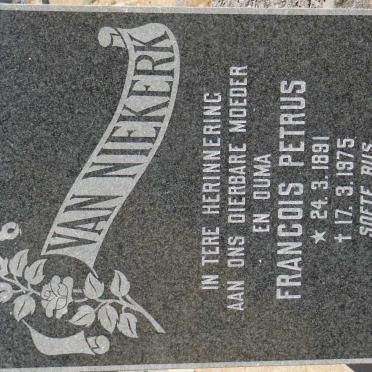 VAN NIEKERK
IN TERE HERINNERING
AAN ONS DIERBARE MOEDER
EN OUMA
FRANCOIS PETRUS
★ 24.3.1891
† 17.3.1975
SOETE RUS